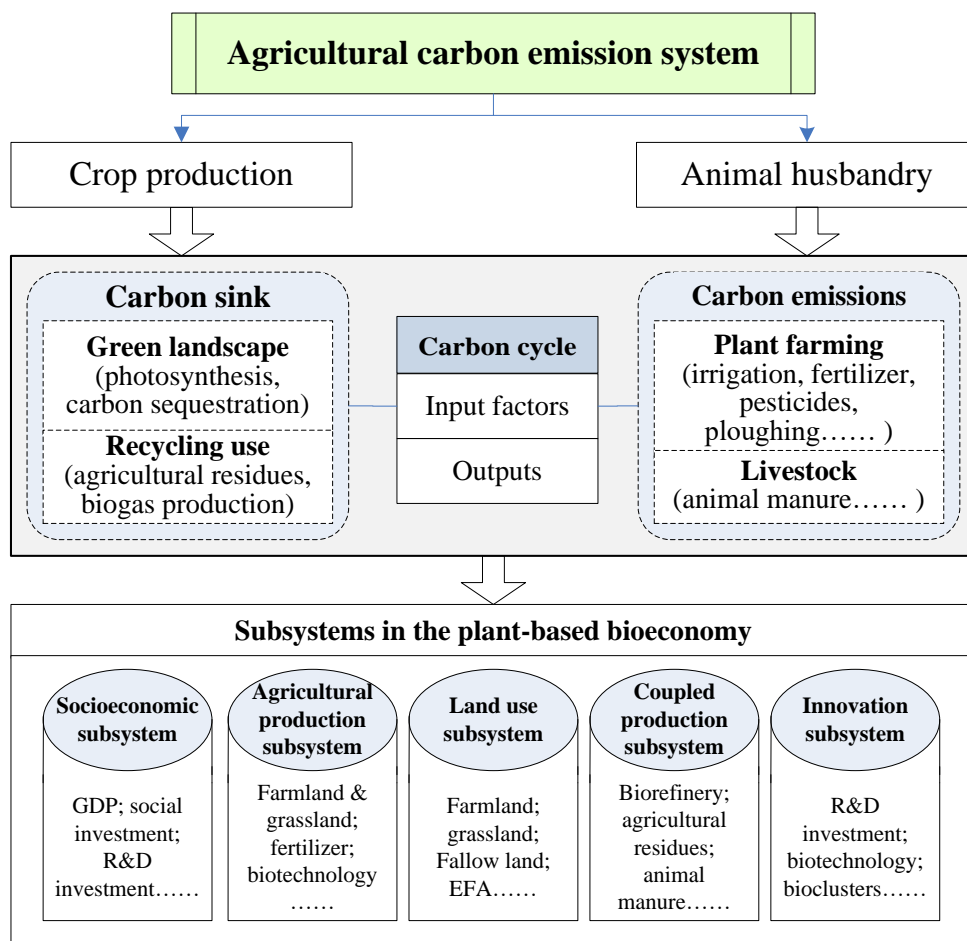 Agricultural carbon emission system
Crop production
Animal husbandry
Carbon sink
Green landscape
(photosynthesis,
carbon sequestration)
Recycling use
(agricultural residues,
biogas production)
Carbon cycle
Input factors
Outputs
Carbon emissions
Plant farming
(irrigation, fertilizer,
pesticides,
ploughing…… )
Livestock
(animal manure…… )
Subsystems in the plant-based bioeconomy
Socioeconomic
subsystem
GDP; social
investment;
R&D
investment……
Agricultural
production
subsystem
Farmland &
grassland;
fertilizer;
biotechnology
……
Land use
subsystem
Farmland;
grassland;
Fallow land;
EFA……
Coupled
production
subsystem
Biorefinery;
agricultural
residues;
animal
manure……
Innovation
subsystem
R&D
investment;
biotechnology;
bioclusters……